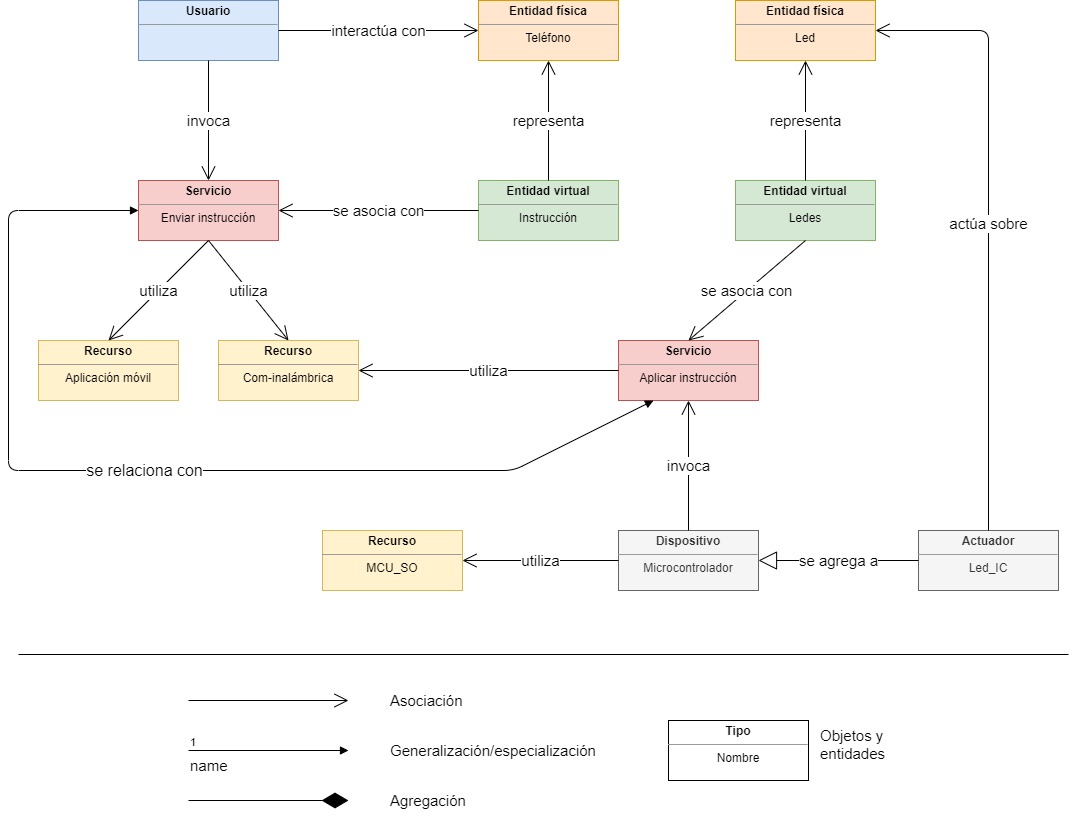 Usuario
interactúa con
Entidad física
Teléfono
Entidad física
Led
invoca
representa
representa
Servicio
Enviar instrucción
se asocia con
Entidad virtual
Instrucción
Entidad virtual
Ledes
actúa sobre
utiliza
utiliza
se asocia con
Recurso
Aplicación móvil
Recurso
Com-inalámbrica
utiliza
Servicio
Aplicar instrucción
se relaciona con
invoca
Recurso
MCU_SO
utiliza
Dispositivo
Microcontrolador
se agrega a
Actuador
Led_IC
Asociación
1
name
Generalización/especialización
Agregación
Tipo
Nombre
Objetos y
entidades